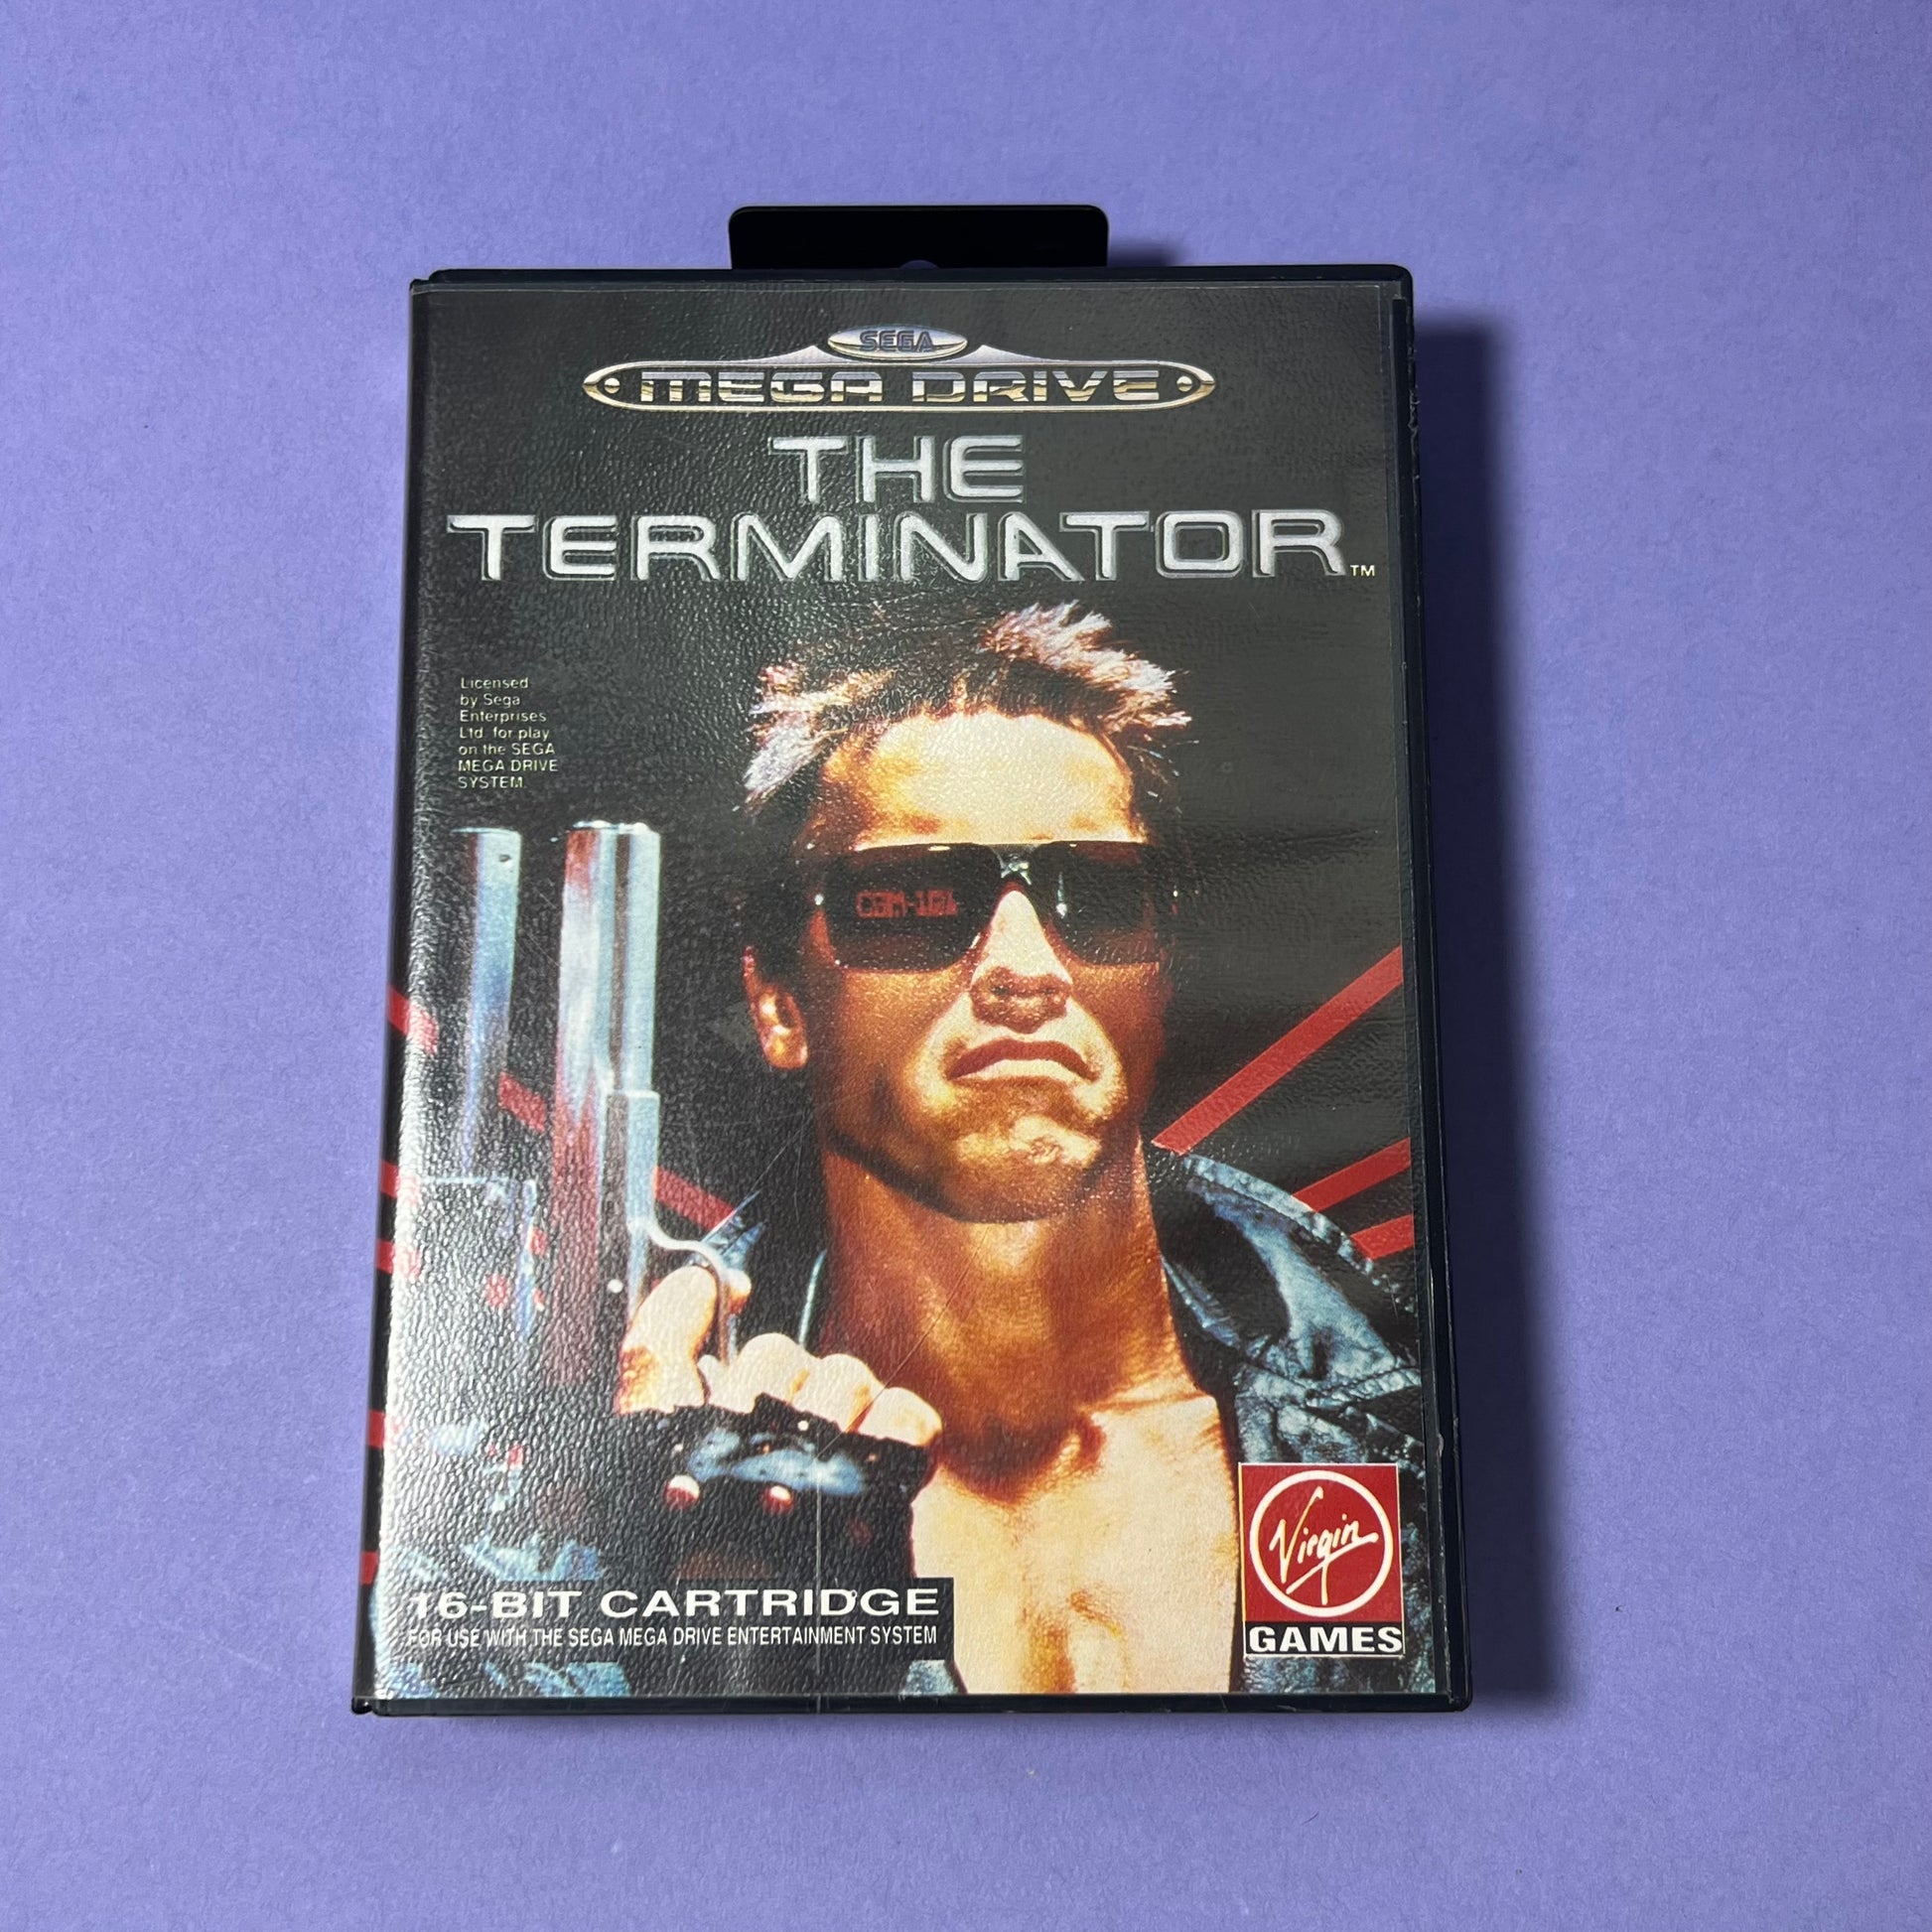 SEGA
MEGA DRIVE
THE
TERMINATOR™
Licensed
by Sega
Enterprises
Ltd. for play
on the SEGA
MEGA DRIVE
SYSTEM.
Virgin
GAMES
16-BIT CARTRIDGE
FOR USE WITH THE SEGA MEGA DRIVE ENTERTAINMENT SYSTEM